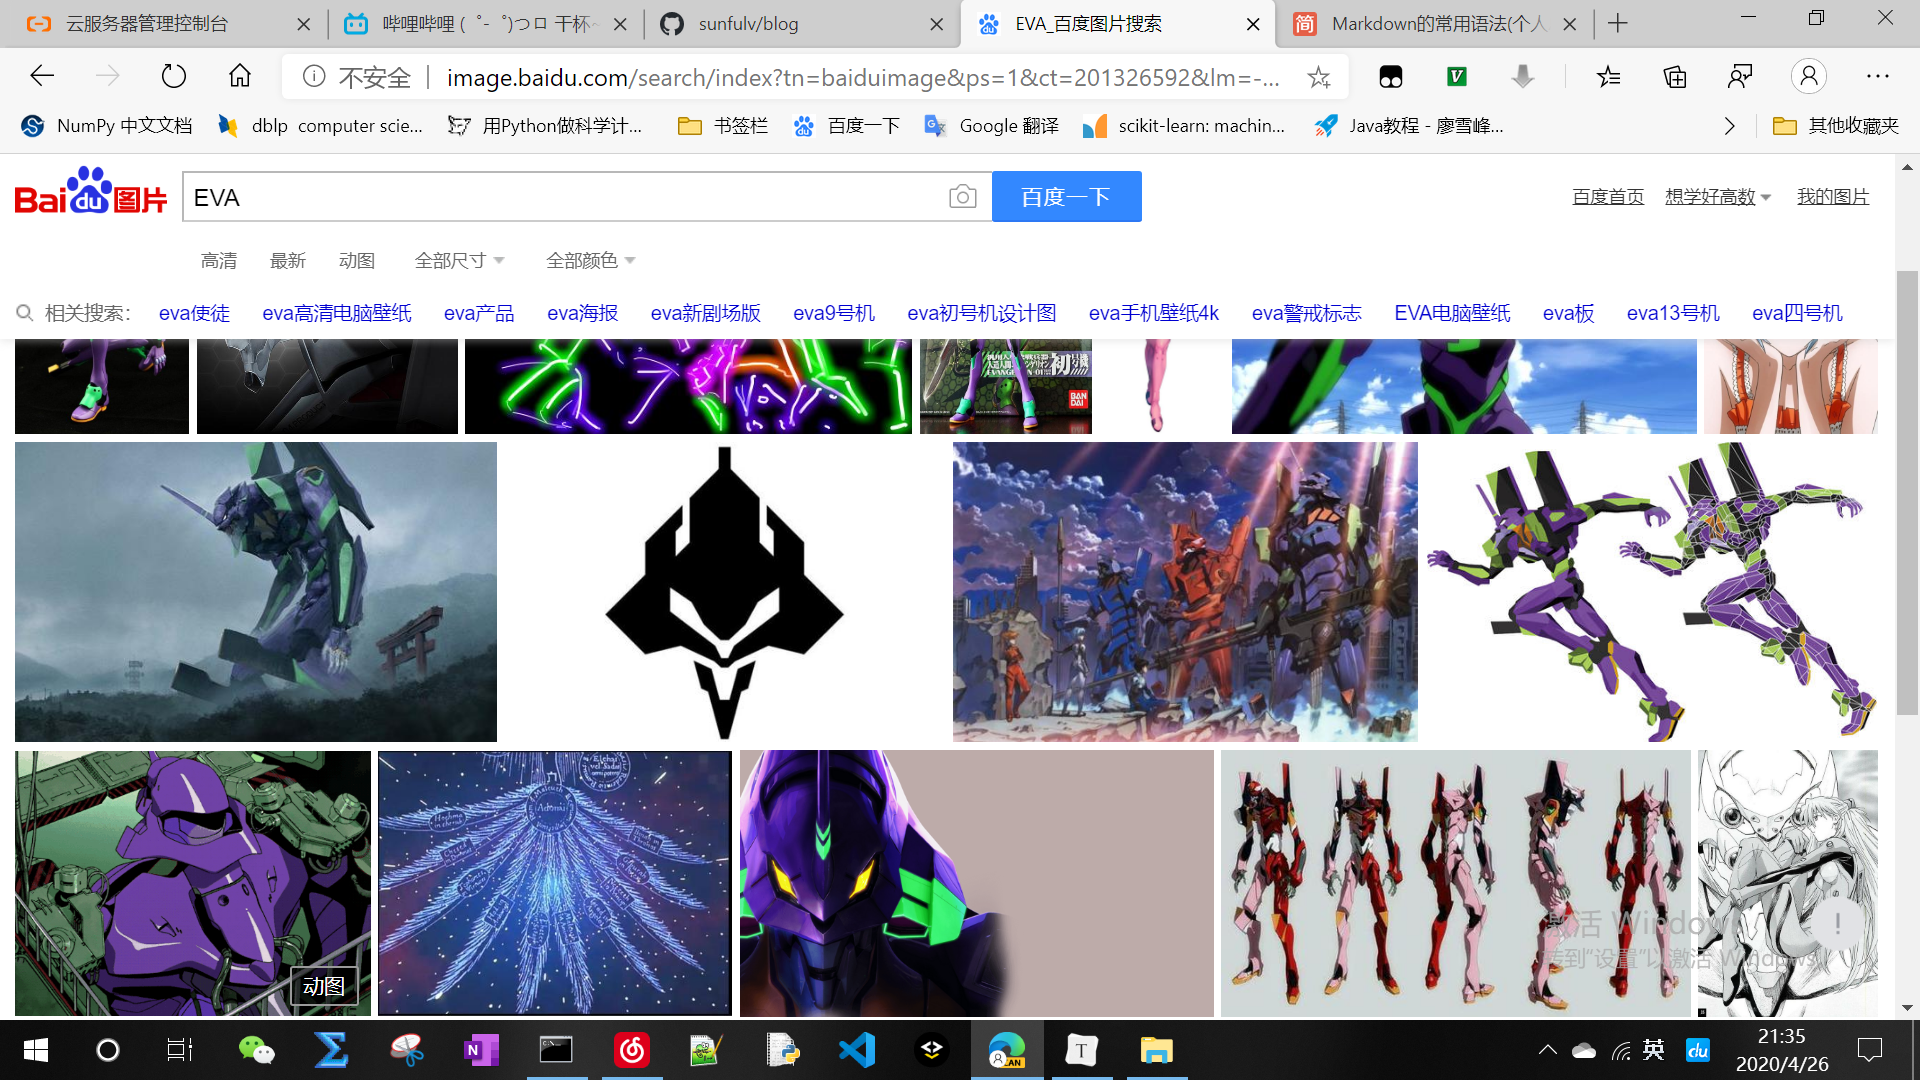 云服务器管理控制台
哔哩哔哩 ( ゜- ゜)つロ 干杯~
sunfulv/blog
EVA_百度图片搜索
Markdown的常用语法(个人
不安全
image.baidu.com/search/index?tn=baiduimage&ps=1&ct=201326592&lm=-...
NumPy 中文文档
dblp computer scie...
用Python做科学计...
书签栏
百度一下
Google 翻译
scikit-learn: machin...
Java教程 - 廖雪峰...
其他收藏夹
Bai du 图片
EVA
百度一下
百度首页
想学好高数
我的图片
高清
最新
动图
全部尺寸
全部颜色
相关搜索:
eva使徒
eva高清电脑壁纸
eva产品
eva海报
eva新剧场版
eva9号机
eva初号机设计图
eva手机壁纸4k
eva警戒标志
EVA电脑壁纸
eva板
eva13号机
eva四号机
初号機
BAN
DAI
动图
激活 Windows
转到"设置"以激活 Windows。
英
21:35
2020/4/26